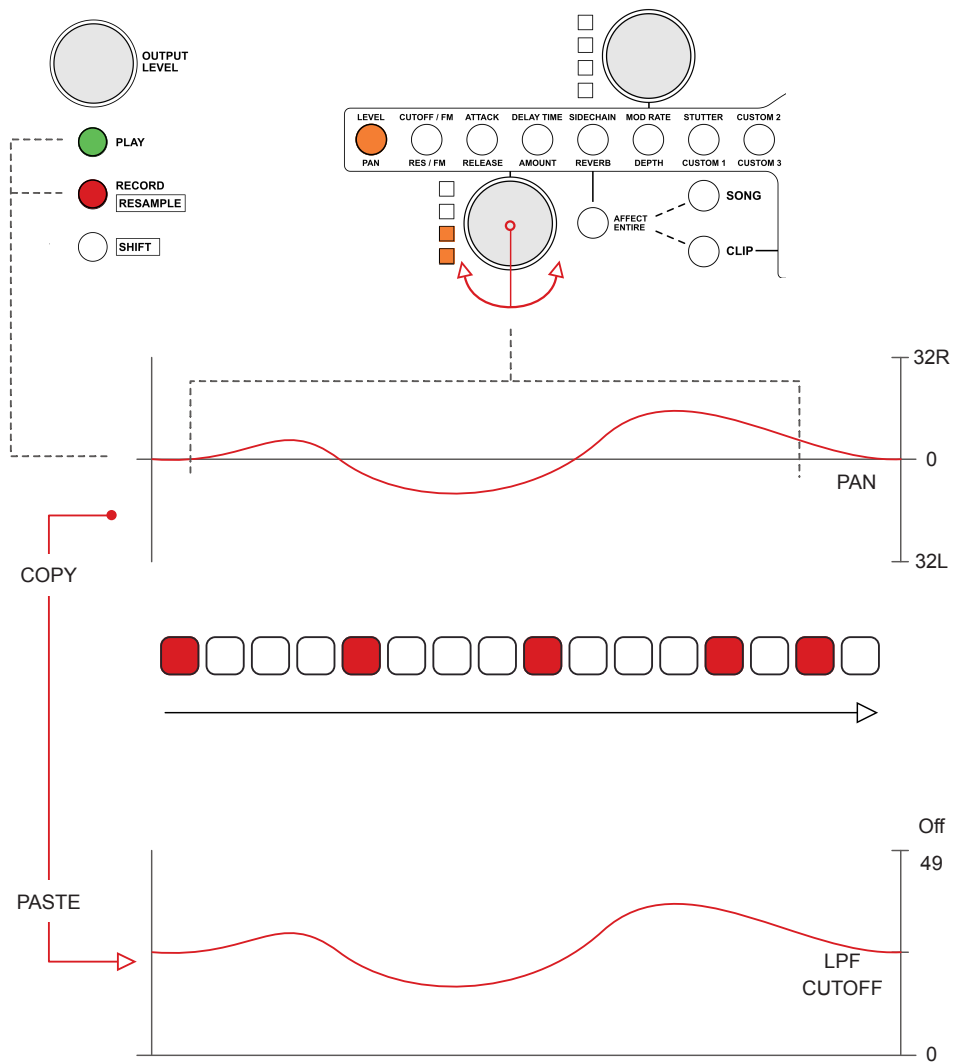 OUTPUT
LEVEL
PLAY
RECORD
RESAMPLE
SHIFT
LEVEL CUTOFF / FM ATTACK DELAY TIME SIDECHAIN MOD RATE STUTTER CUSTOM 2
PAN RES / FM RELEASE AMOUNT REVERB DEPTH CUSTOM 1 CUSTOM 3
AFFECT
ENTIRE
SONG
CLIP
32R
0
PAN
32L
COPY
Off
49
PASTE
LPF
CUTOFF
0